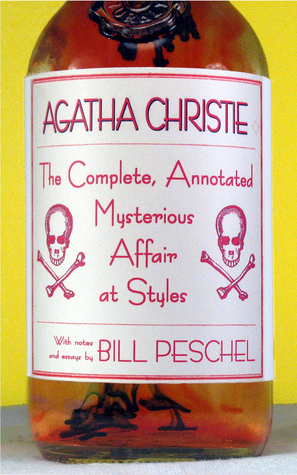 AGATHA CHRISTIE
The Complete, Annotated
Mysterious
Affair
at Styles
With notes
and essays by BILL PESCHEL